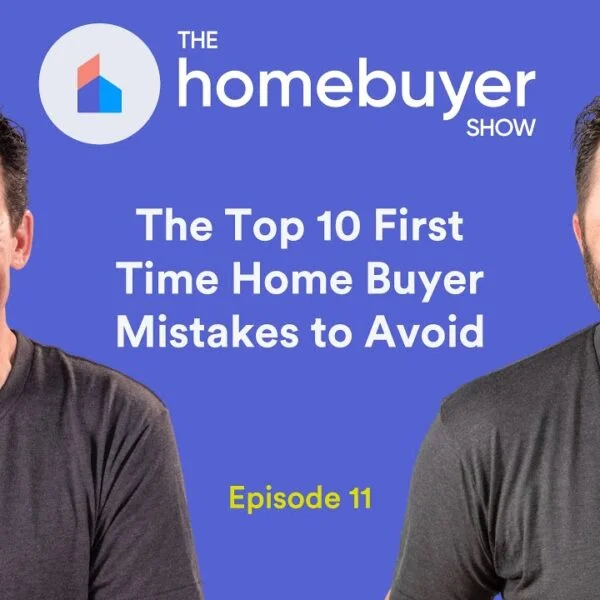 THE
homebuyer
SHOW
The Top 10 First
Time Home Buyer
Mistakes to Avoid
Episode 11